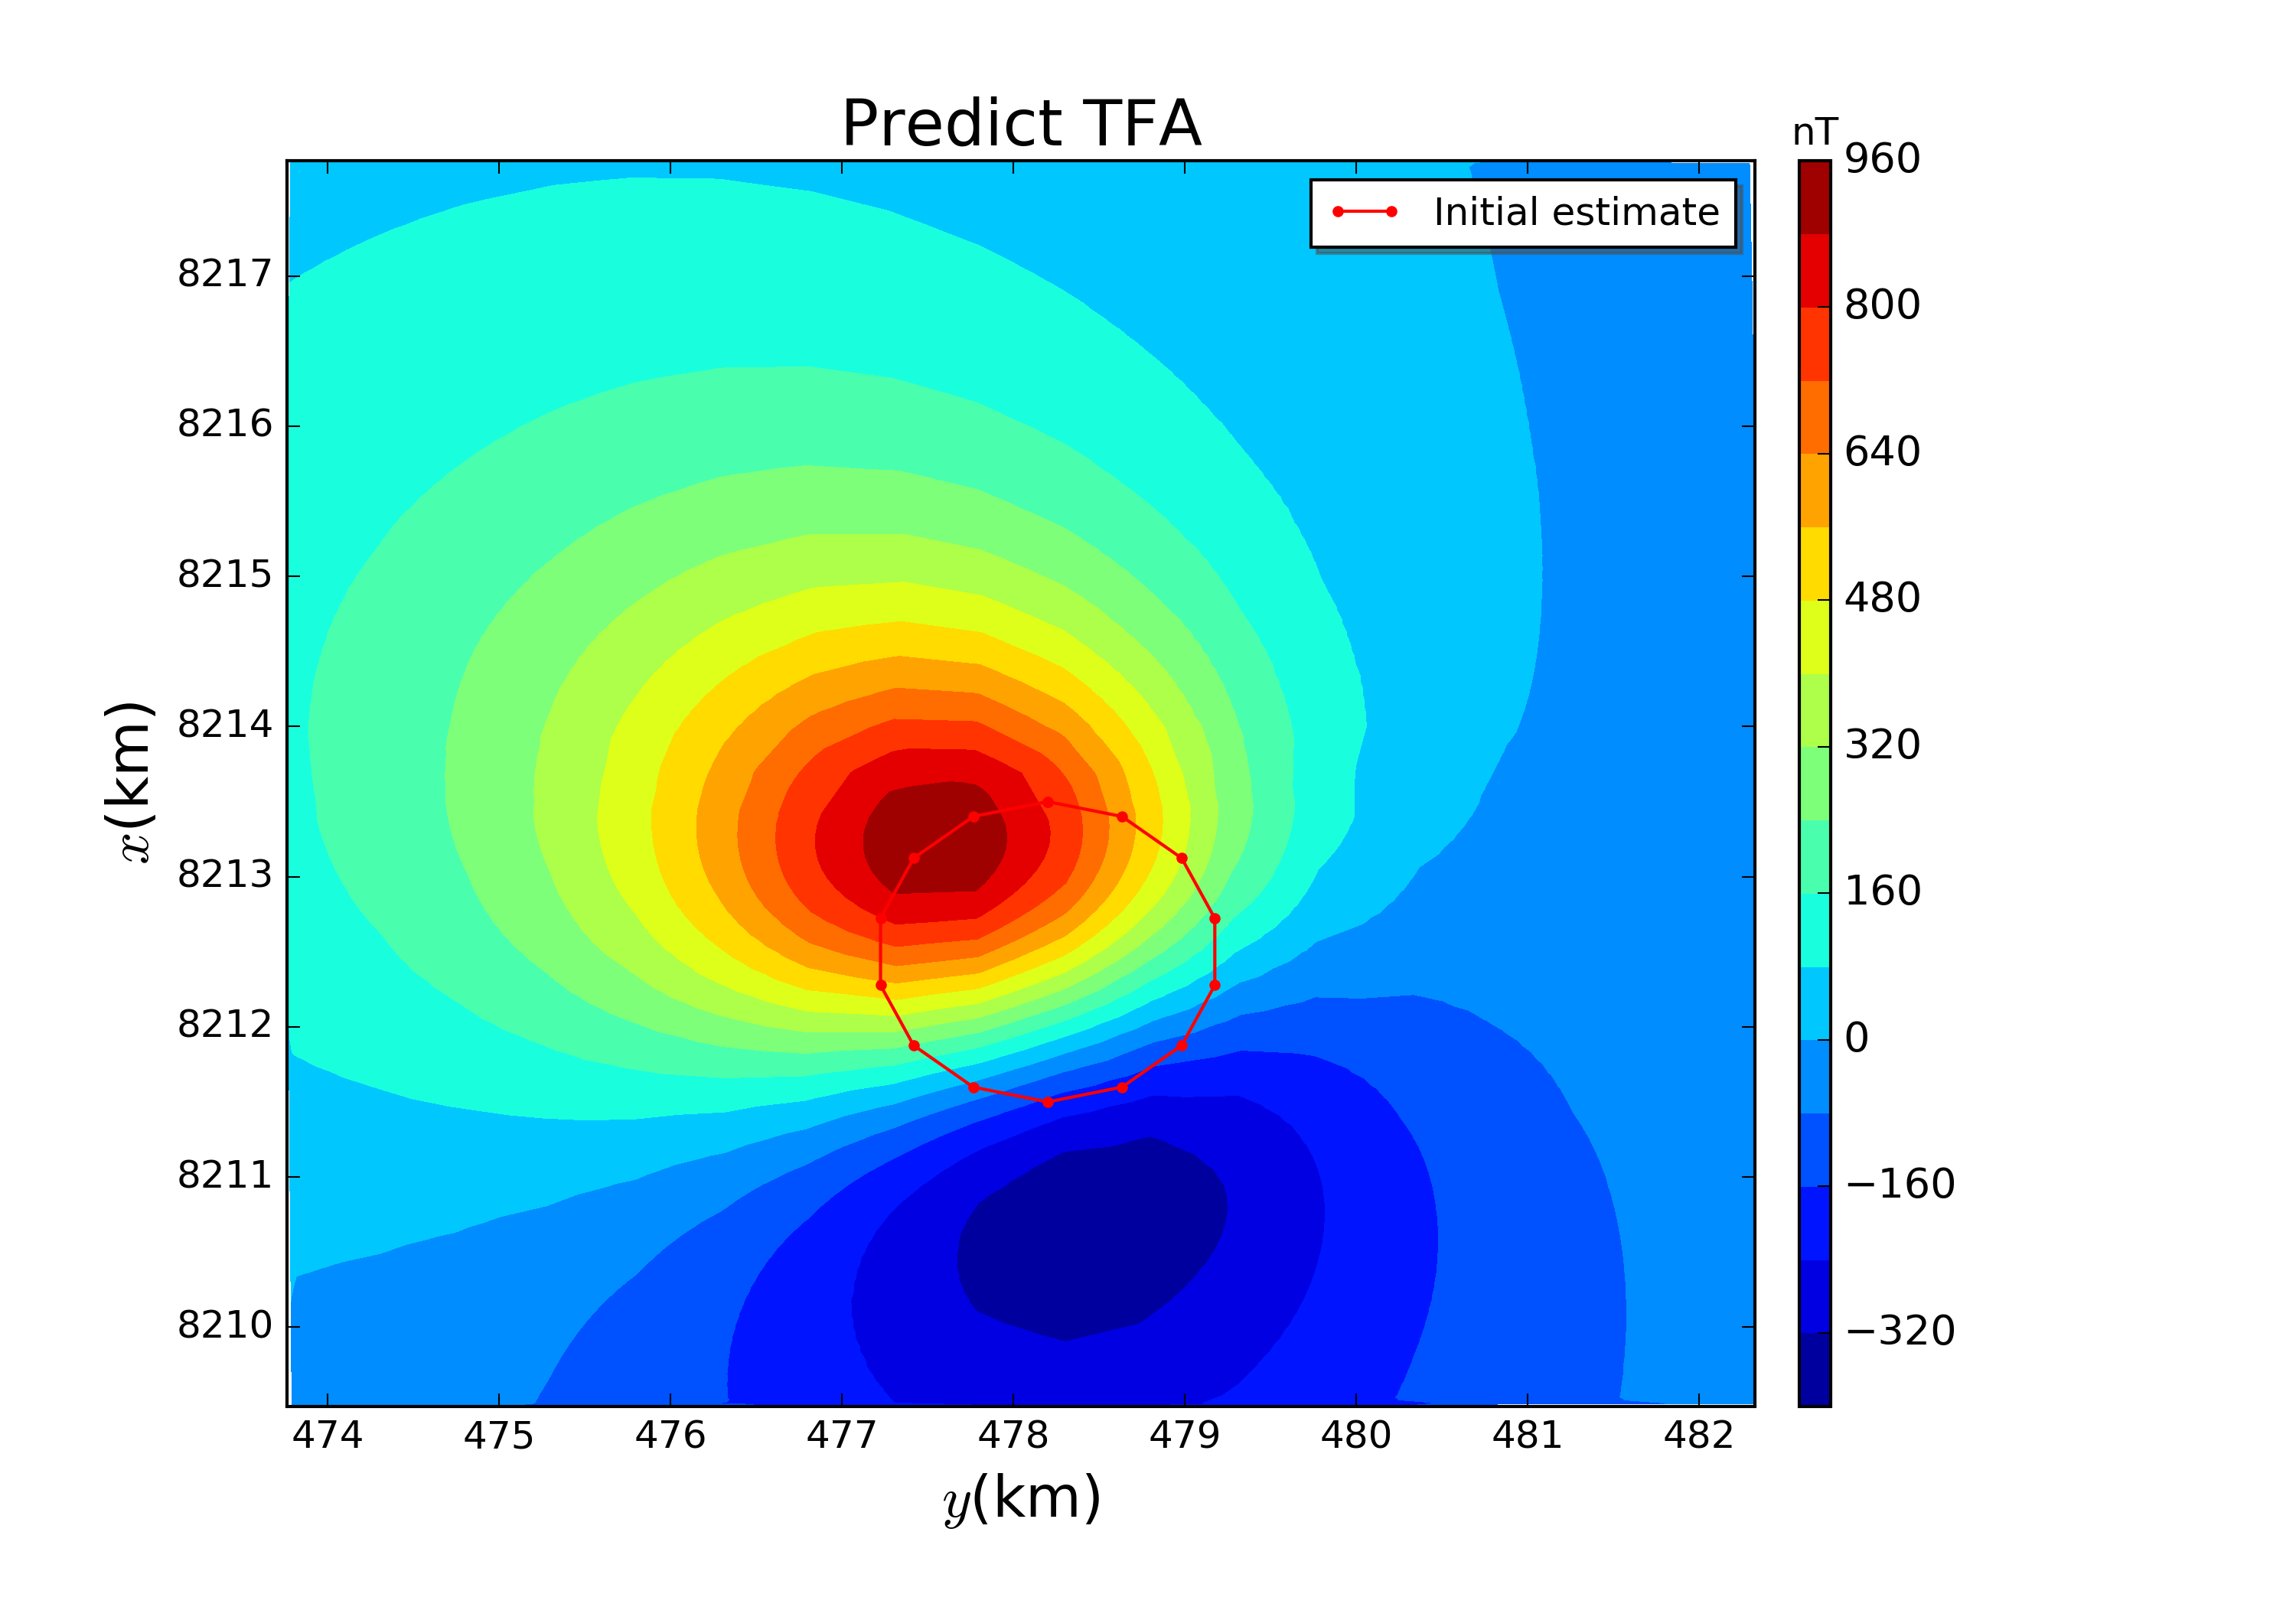 Predict TFA
nT
Initial estimate
960
800
640
480
320
160
0
−160
−320
8217
8216
8215
8214
8213
8212
8211
8210
x(km)
474 475 476 477 478 479 480 481 482
y(km)